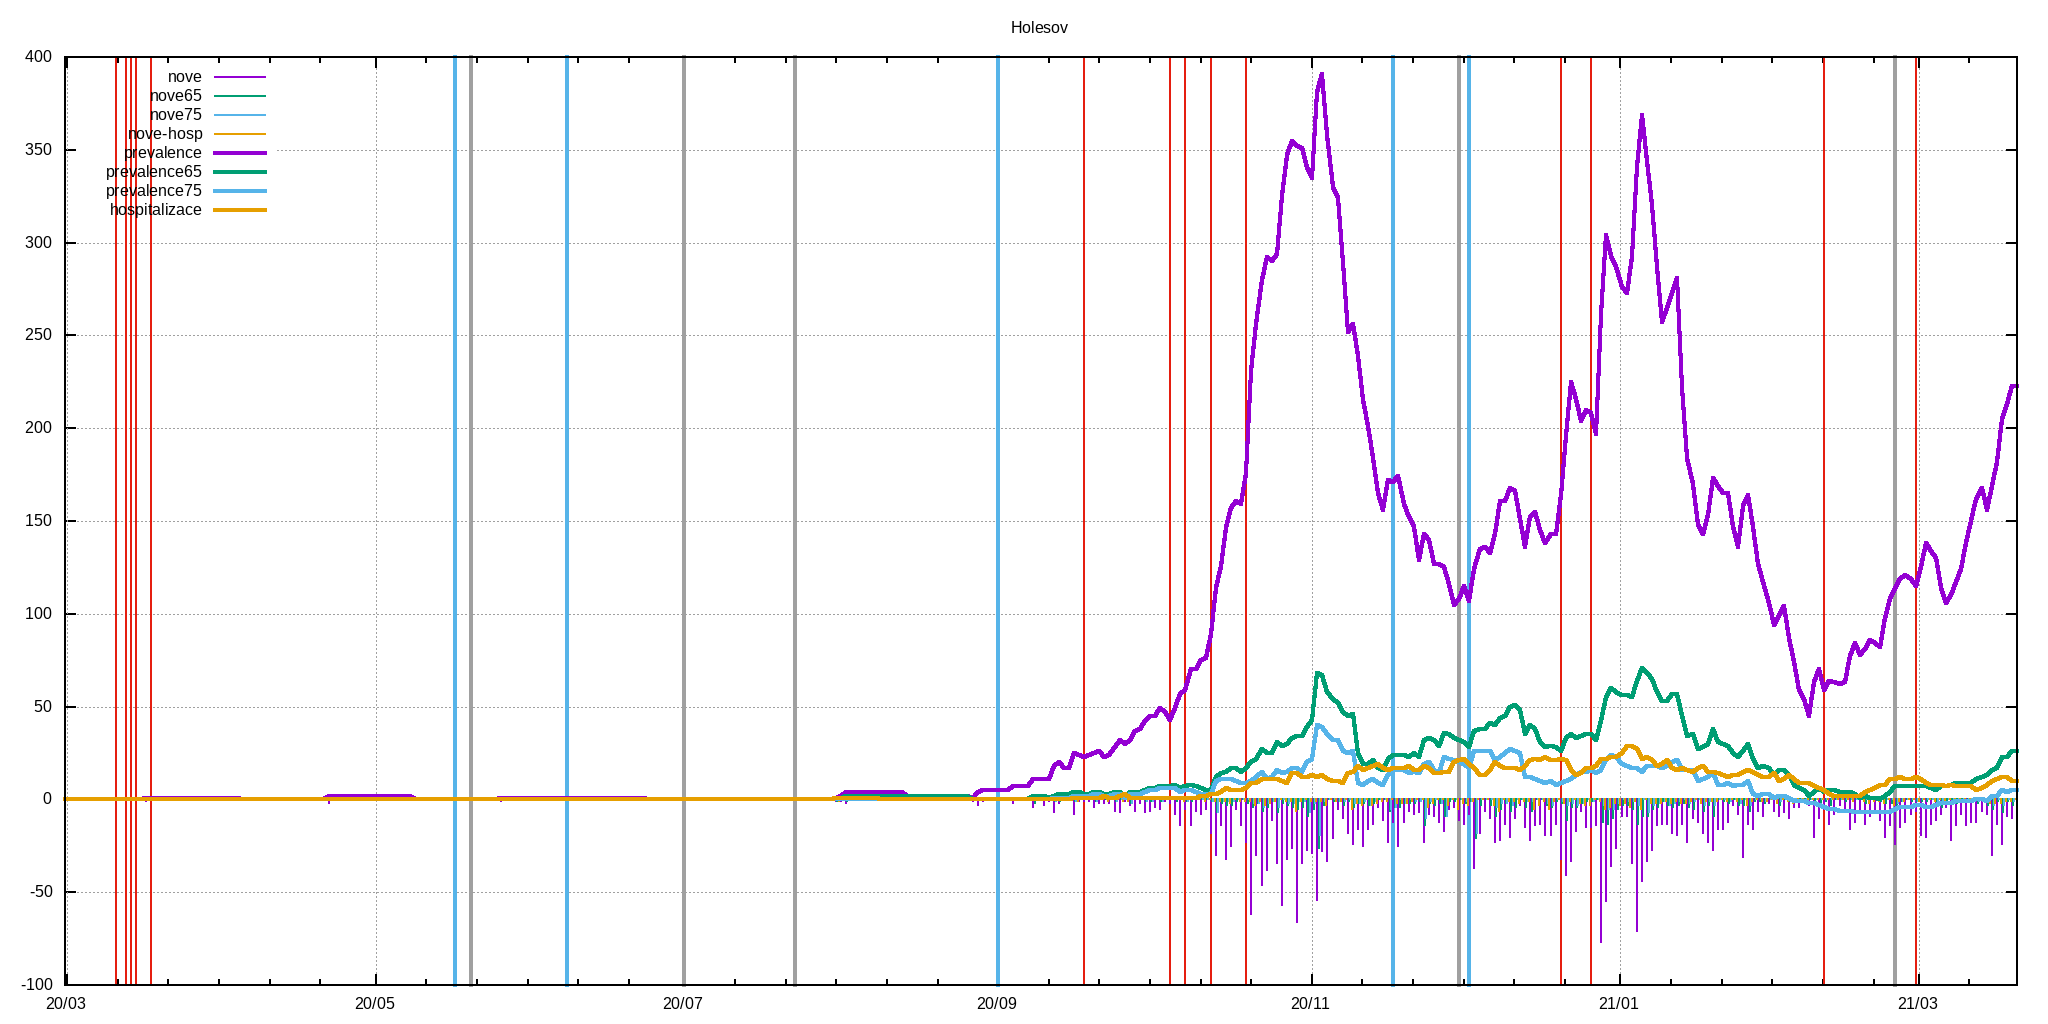 Holesov
400
350
300
250
200
150
100
50
0
-50
-100
nove
nove65
nove75
nove-hosp
prevalence
prevalence65
prevalence75
hospitalizace
20/03 20/05 20/07 20/09 20/11 21/01 21/03